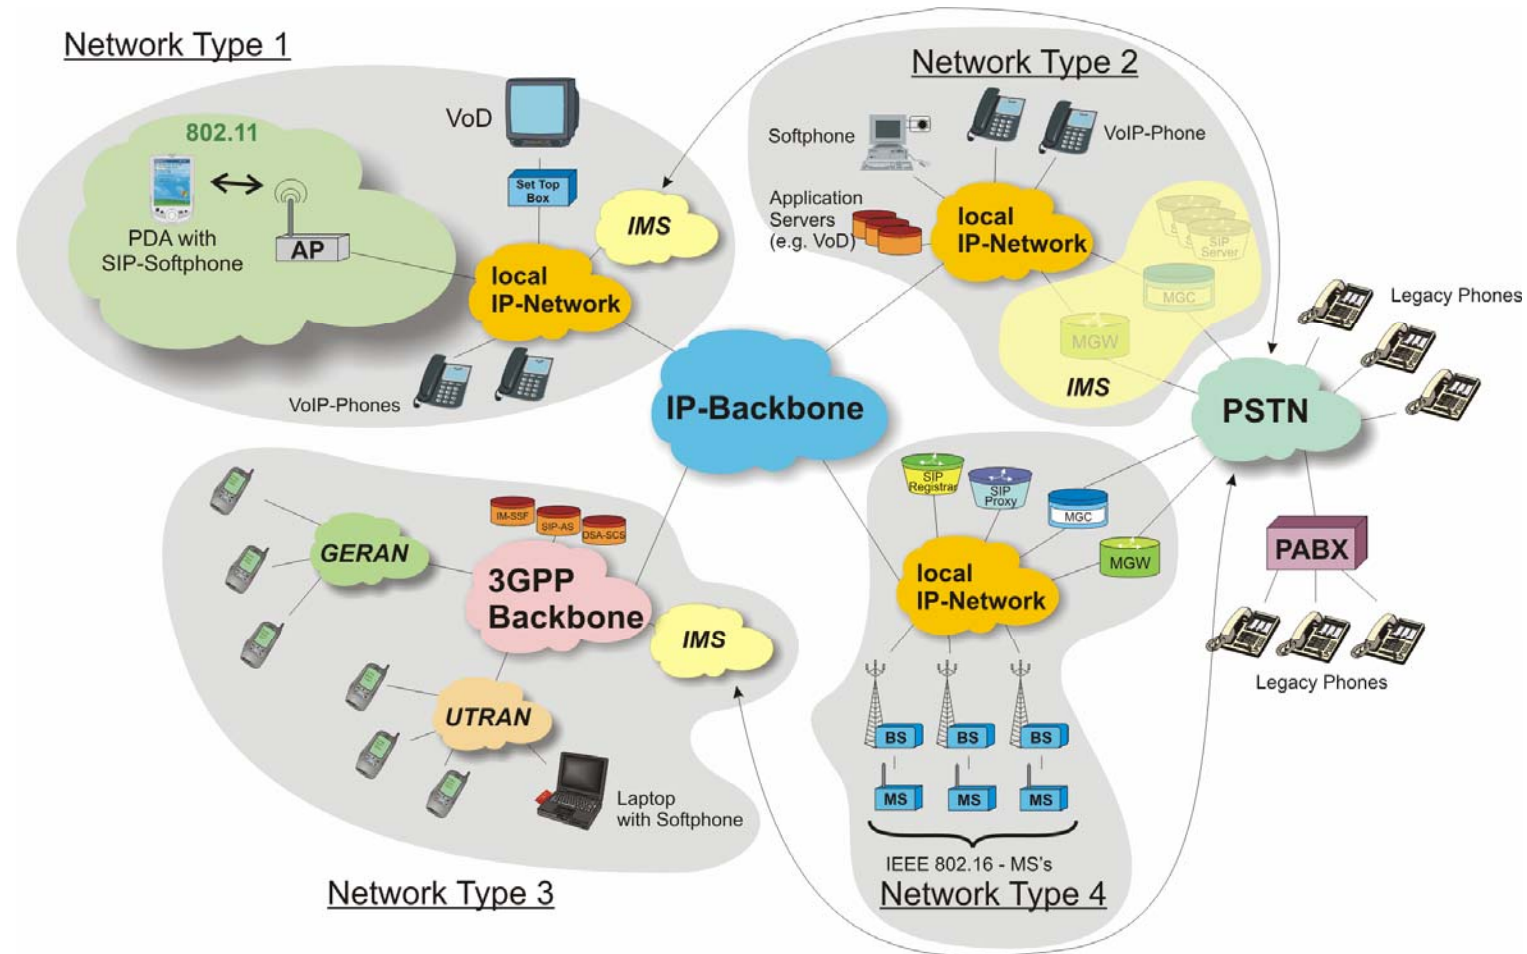 Network Type 1
802.11
PDA with
SIP-Softphone
AP
VoD
Set Top
Box
IMS
local
IP-Network
VoIP-Phones
Network Type 2
Softphone
VoIP-Phone
Application
Servers
(e.g. VoD)
local
IP-Network
SIP
Server
MGC
MGW
IMS
Legacy Phones
PSTN
IP-Backbone
PABX
Legacy Phones
GERAN
IM-SSF
SIP-AS
DSA-SCS
3GPP
Backbone
IMS
UTRAN
Laptop
with Softphone
Network Type 3
SIP
Registrar
SIP
Proxy
MGC
MGW
local
IP-Network
BS
BS
BS
MS
MS
MS
IEEE 802.16 - MS's
Network Type 4